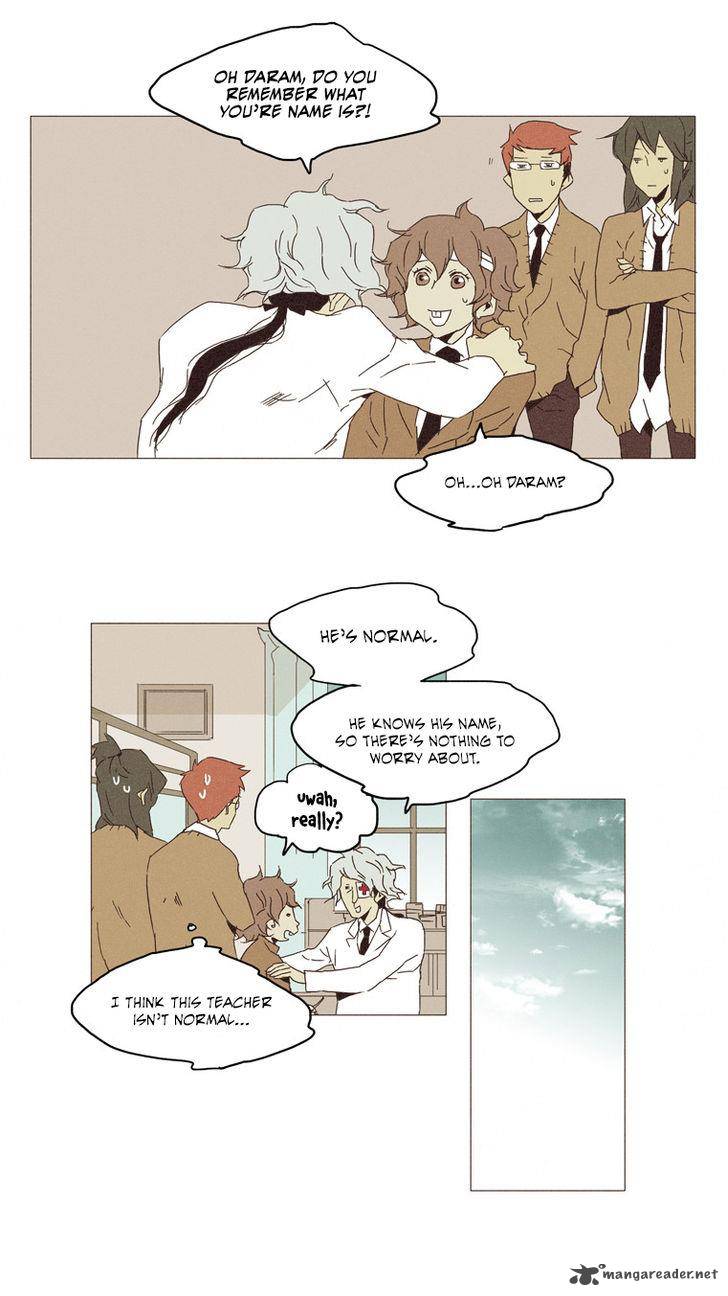 OH DARAM, DO YOU
REMEMBER WHAT
YOU'RE NAME IS?!
OH...OH DARAM?
HE'S NORMAL.
HE KNOWS HIS NAME,
SO THERE'S NOTHING TO
WORRY ABOUT.
uwah,
really?
I THINK THIS TEACHER
ISN'T NORMAL...
mangareader.net